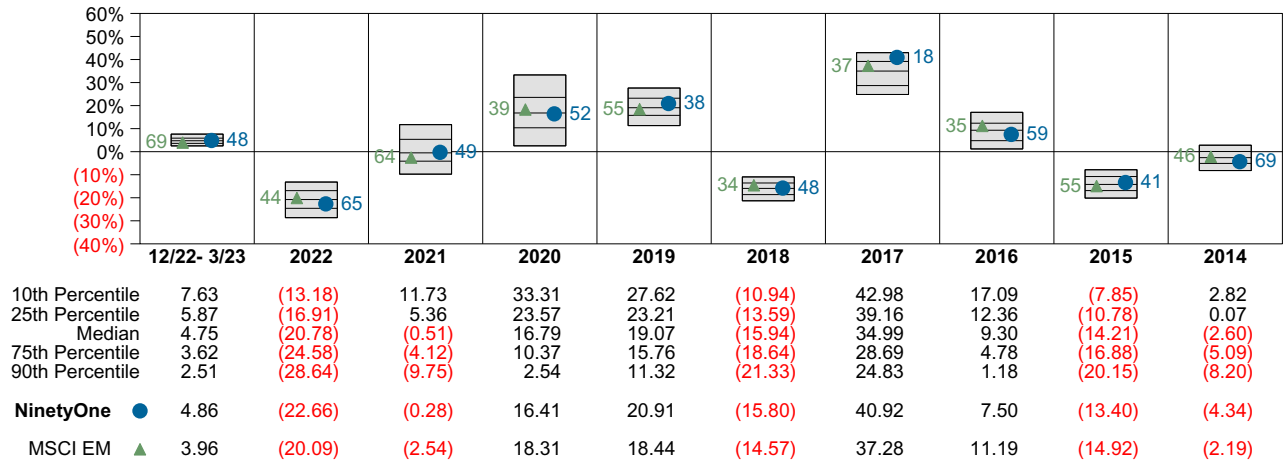 60%
50%
40%
30%
20%
10%
0%
(10%)
(20%)
(30%)
(40%)
69 48
44 65
64 49
39 52
55 38
34 48
37 18
35 59
55 41
46 69
12/22- 3/23 2022 2021 2020 2019 2018 2017 2016 2015 2014
10th Percentile 7.63 (13.18) 11.73 33.31 27.62 (10.94) 42.98 17.09 (7.85) 2.82
25th Percentile 5.87 (16.91) 5.36 23.57 23.21 (13.59) 39.16 12.36 (10.78) 0.07
Median 4.75 (20.78) (0.51) 16.79 19.07 (15.94) 34.99 9.30 (14.21) (2.60)
75th Percentile 3.62 (24.58) (4.12) 10.37 15.76 (18.64) 28.69 4.78 (16.88) (5.09)
90th Percentile 2.51 (28.64) (9.75) 2.54 11.32 (21.33) 24.83 1.18 (20.15) (8.20)
NinetyOne 4.86 (22.66) (0.28) 16.41 20.91 (15.80) 40.92 7.50 (13.40) (4.34)
MSCI EM 3.96 (20.09) (2.54) 18.31 18.44 (14.57) 37.28 11.19 (14.92) (2.19)